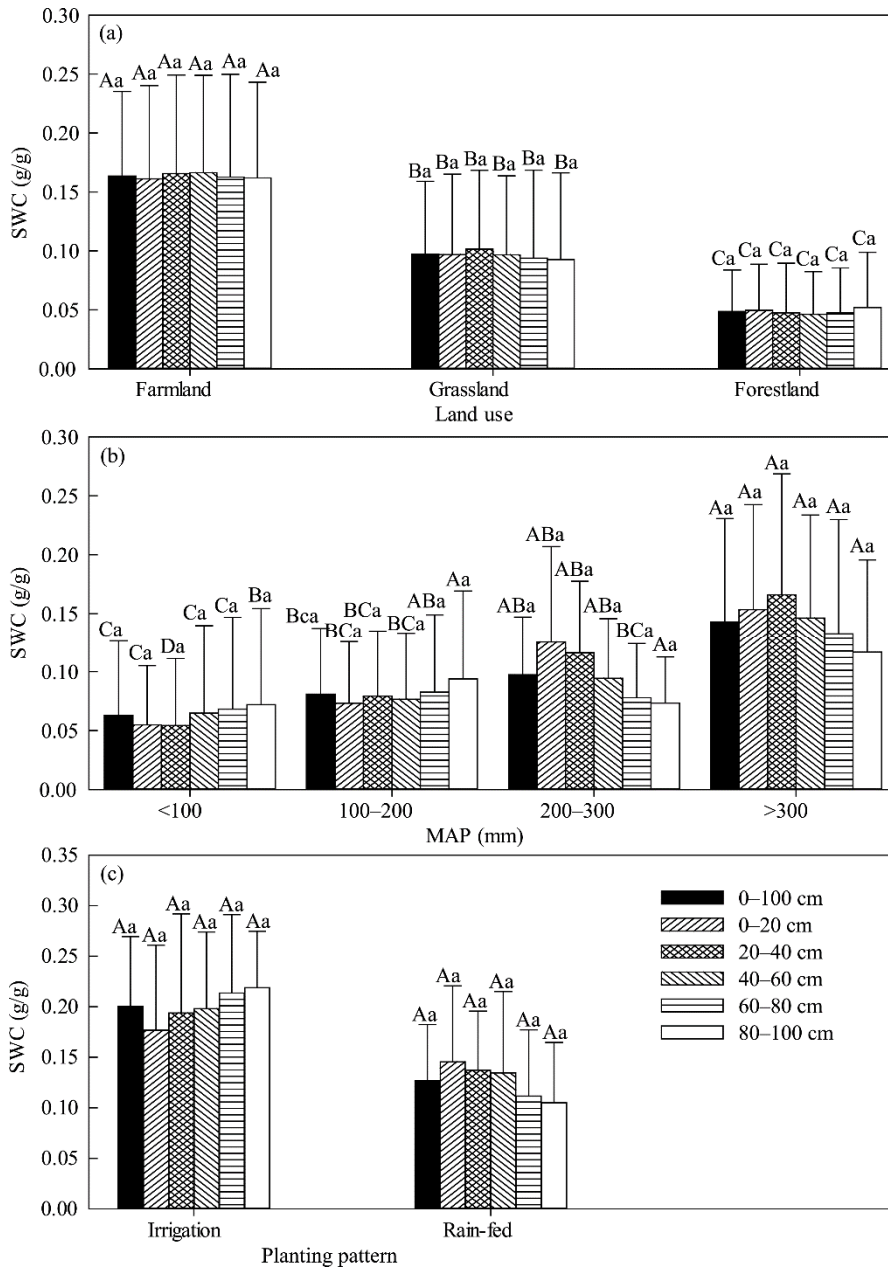 (a)
0.30
0.25
0.20
0.15
0.10
0.05
0.00
SWC (g/g)
Aa Aa Aa Aa Aa Aa
Ba Ba Ba Ba Ba Ba
Ca Ca Ca Ca Ca Ca
Farmland Grassland Forestland
Land use
(b)
0.30
0.25
0.20
0.15
0.10
0.05
0.00
SWC (g/g)
Ca Ca Da Ca Ca Ba
Bca BCa BCa BCa ABa Aa
ABa ABa ABa ABa BCa Aa
Aa Aa Aa Aa Aa Aa
<100 100–200 200–300 >300
MAP (mm)
(c)
0.35
0.30
0.25
0.20
0.15
0.10
0.05
0.00
SWC (g/g)
Aa Aa Aa Aa Aa Aa
Aa Aa Aa Aa Aa Aa
0–100 cm
0–20 cm
20–40 cm
40–60 cm
60–80 cm
80–100 cm
Irrigation Rain-fed
Planting pattern